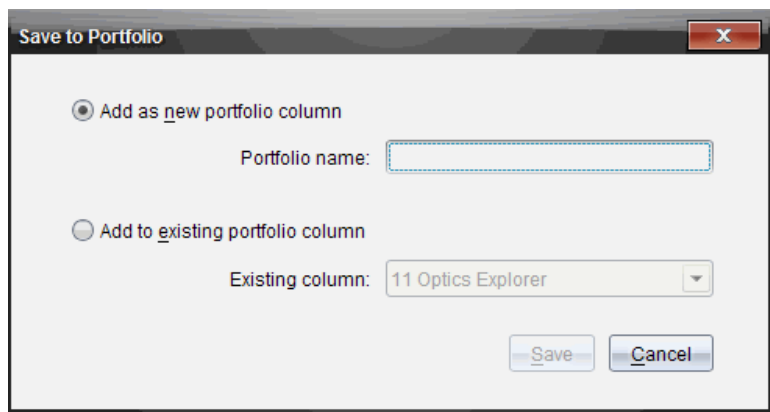 Save to Portfolio
Add as new portfolio column
Portfolio name:
Add to existing portfolio column
Existing column: 11 Optics Explorer
Save Cancel